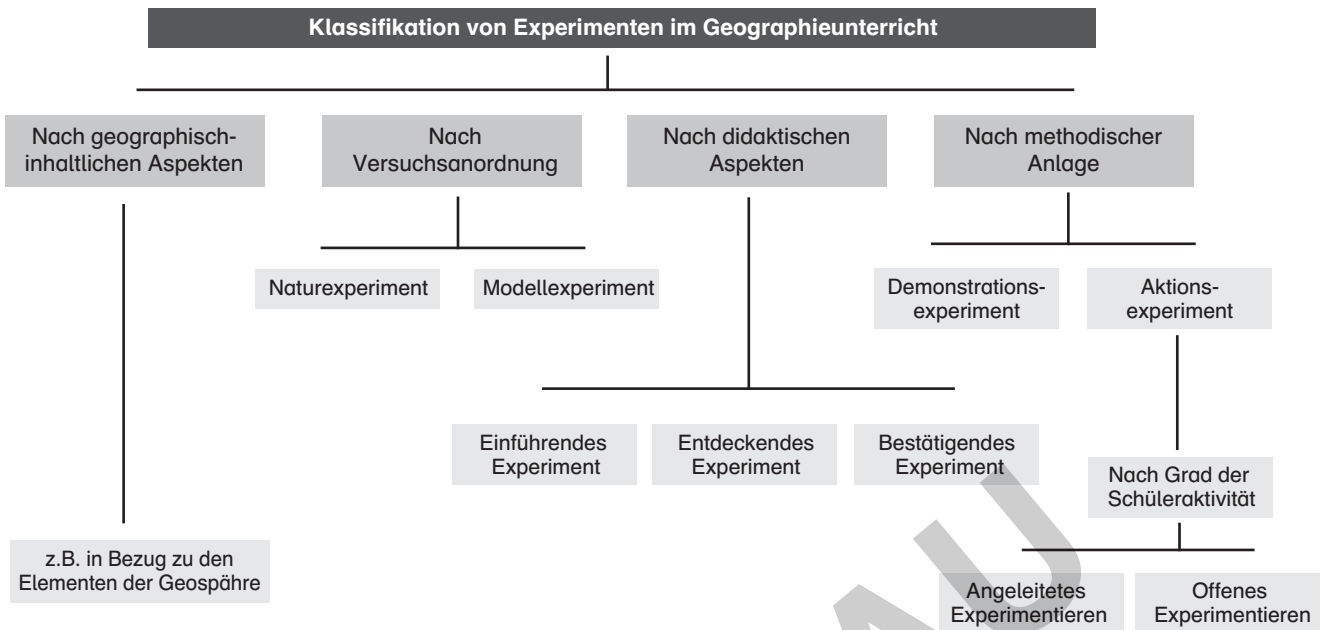 Klassifikation von Experimenten im Geographieunterricht
Nach geographisch-
inhaltlichen Aspekten
Nach
Versuchsanordnung
Nach didaktischen
Aspekten
Nach methodischer
Anlage
Naturexperiment
Modellexperiment
Demonstrations-
experiment
Aktions-
experiment
Einführendes
Experiment
Entdeckendes
Experiment
Bestätigendes
Experiment
Nach Grad der
Schüleraktivität
z.B. in Bezug zu den
Elementen der Geospähre
Angeleitetes
Experimentieren
Offenes
Experimentieren
AU